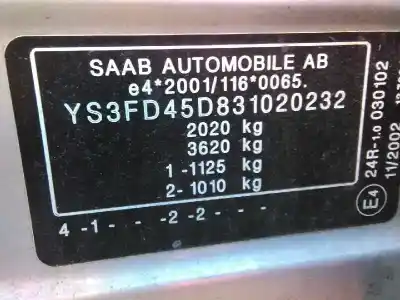 SAAB AUTOMOBILE AB
e4*2001/116*0065.
YS3FD45D831020232
2020 kg
3620 kg
1 -1125 kg
2- 1010 kg
4 -1- - -2-2- - -
E4
24R-1.0 030102
11/2002